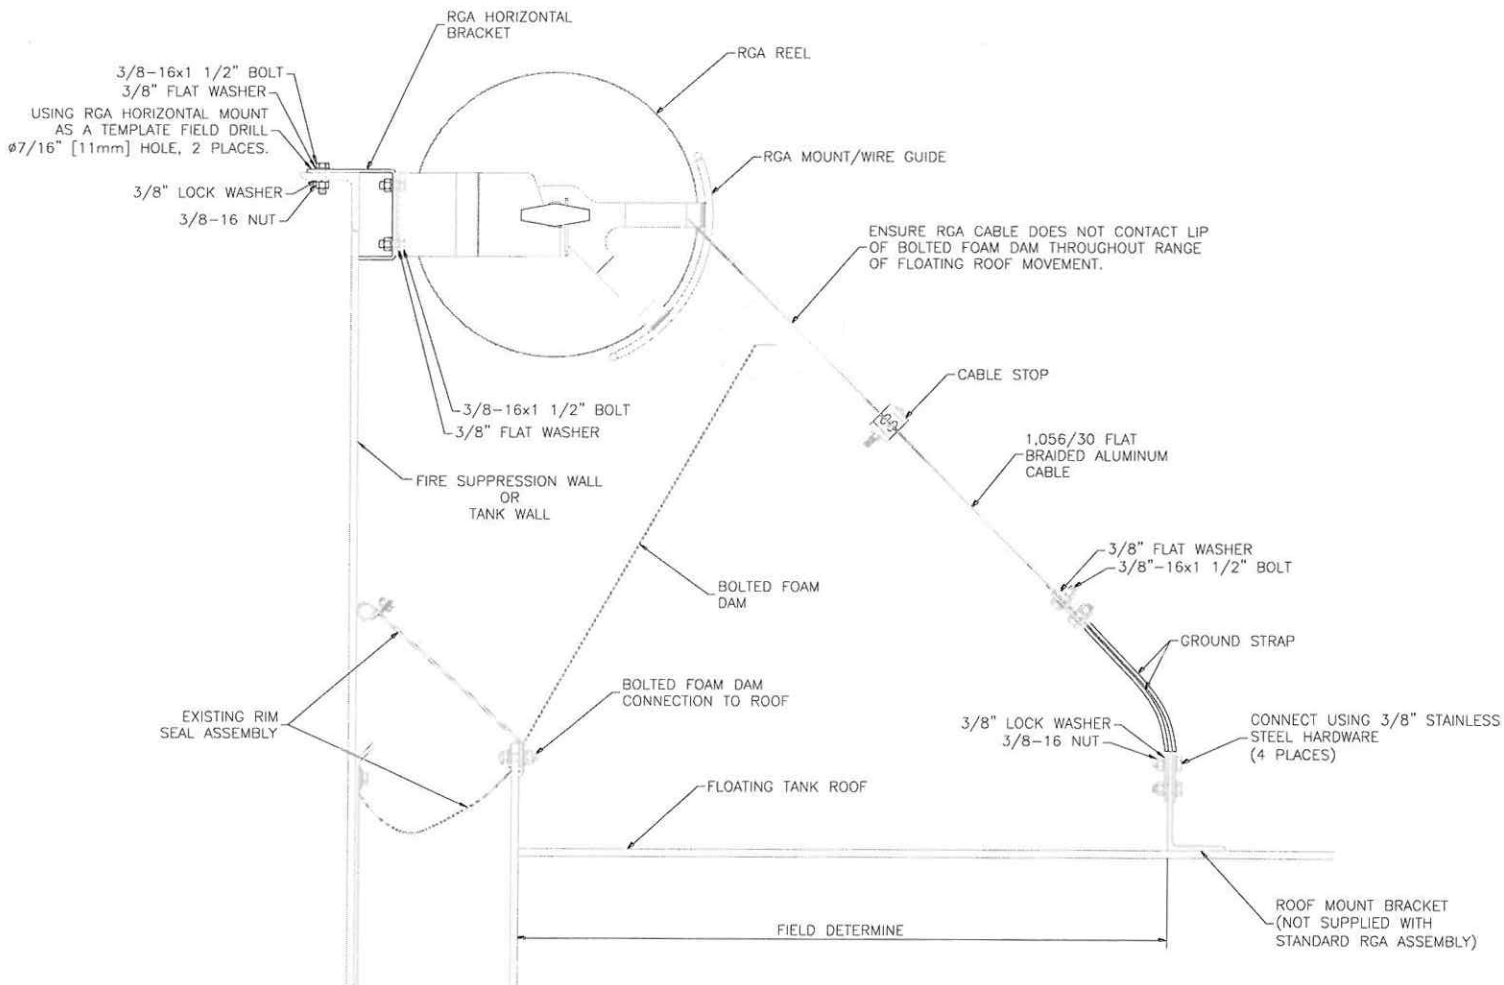 RGA HORIZONTAL
BRACKET
RGA REEL
3/8-16x1 1/2" BOLT
3/8" FLAT WASHER
USING RGA HORIZONTAL MOUNT
AS A TEMPLATE FIELD DRILL
ø7/16" [11mm] HOLE, 2 PLACES.
3/8" LOCK WASHER
3/8-16 NUT
RGA MOUNT/WIRE GUIDE
ENSURE RGA CABLE DOES NOT CONTACT LIP
OF BOLTED FOAM DAM THROUGHOUT RANGE
OF FLOATING ROOF MOVEMENT.
CABLE STOP
3/8-16x1 1/2" BOLT
3/8" FLAT WASHER
1,056/30 FLAT
BRAIDED ALUMINUM
CABLE
FIRE SUPPRESSION WALL
OR
TANK WALL
3/8" FLAT WASHER
3/8"-16x1 1/2" BOLT
BOLTED FOAM
DAM
GROUND STRAP
BOLTED FOAM DAM
CONNECTION TO ROOF
EXISTING RIM
SEAL ASSEMBLY
3/8" LOCK WASHER
3/8-16 NUT
CONNECT USING 3/8" STAINLESS
STEEL HARDWARE
(4 PLACES)
FLOATING TANK ROOF
ROOF MOUNT BRACKET
(NOT SUPPLIED WITH
STANDARD RGA ASSEMBLY)
FIELD DETERMINE